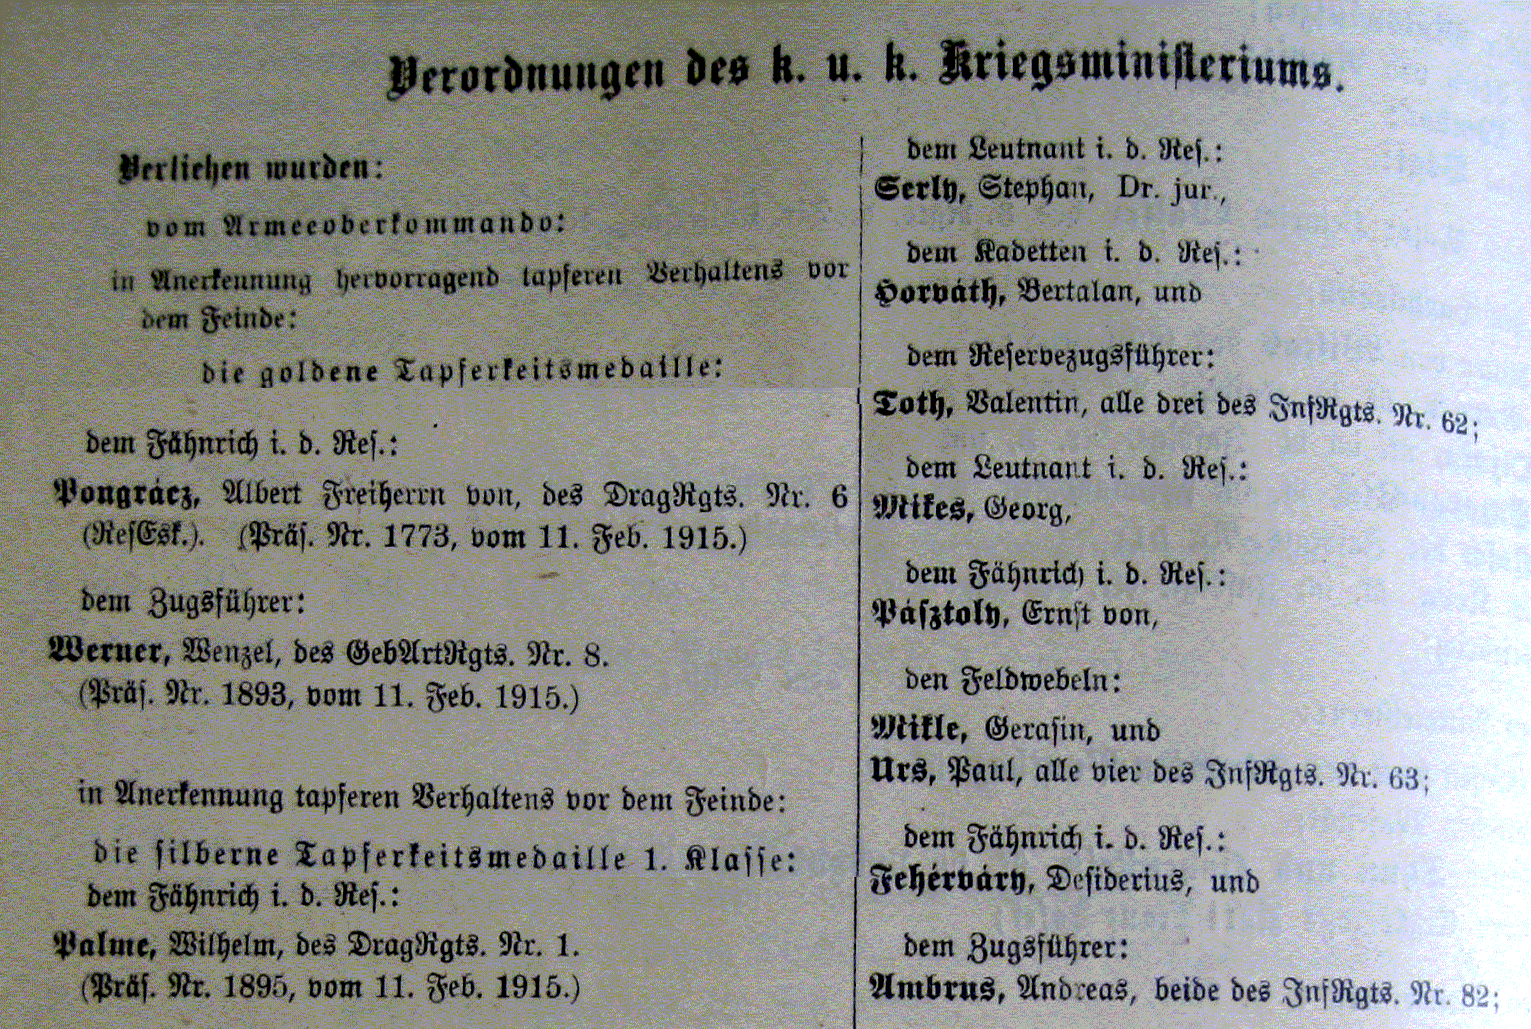 Verordnungen des k. u. k. Kriegsministeriums.
Verliehen wurden:
vom Armeeoberkommando:
in Anerkennung hervorragend tapferen Verhaltens vor
dem Feinde:
die goldene Tapferkeitsmedaille:
dem Fähnrich i. d. Res.:
Pongrácz, Albert Freiherrn von, des DragRgts. Nr. 6
(ResEsk.). (Präs. Nr. 1773, vom 11. Feb. 1915.)
dem Zugsführer:
Werner, Wenzel, des GebArtRgts. Nr. 8.
(Präs. Nr. 1893, vom 11. Feb. 1915.)
in Anerkennung tapferen Verhaltens vor dem Feinde:
die silberne Tapferkeitsmedaille 1. Klasse:
dem Fähnrich i. d. Res.:
Palme, Wilhelm, des DragRgts. Nr. 1.
(Präs. Nr. 1895, vom 11. Feb. 1915.)
dem Leutnant i. d. Res.:
Serly, Stephan, Dr. jur.,
dem Kadetten i. d. Res.:
Horváth, Bertalan, und
dem Reservezugsführer:
Toth, Valentin, alle drei des InfRgts. Nr. 62;
dem Leutnant i. d. Res.:
Mikes, Georg,
dem Fähnrich i. d. Res.:
Pásztoly, Ernst von,
den Feldwebeln:
Mikle, Gerasin, und
Urs, Paul, alle vier des InfRgts. Nr. 63;
dem Fähnrich i. d. Res.:
Fehérváry, Desiderius, und
dem Zugsführer:
Ambrus, Andreas, beide des InfRgts. Nr. 82;